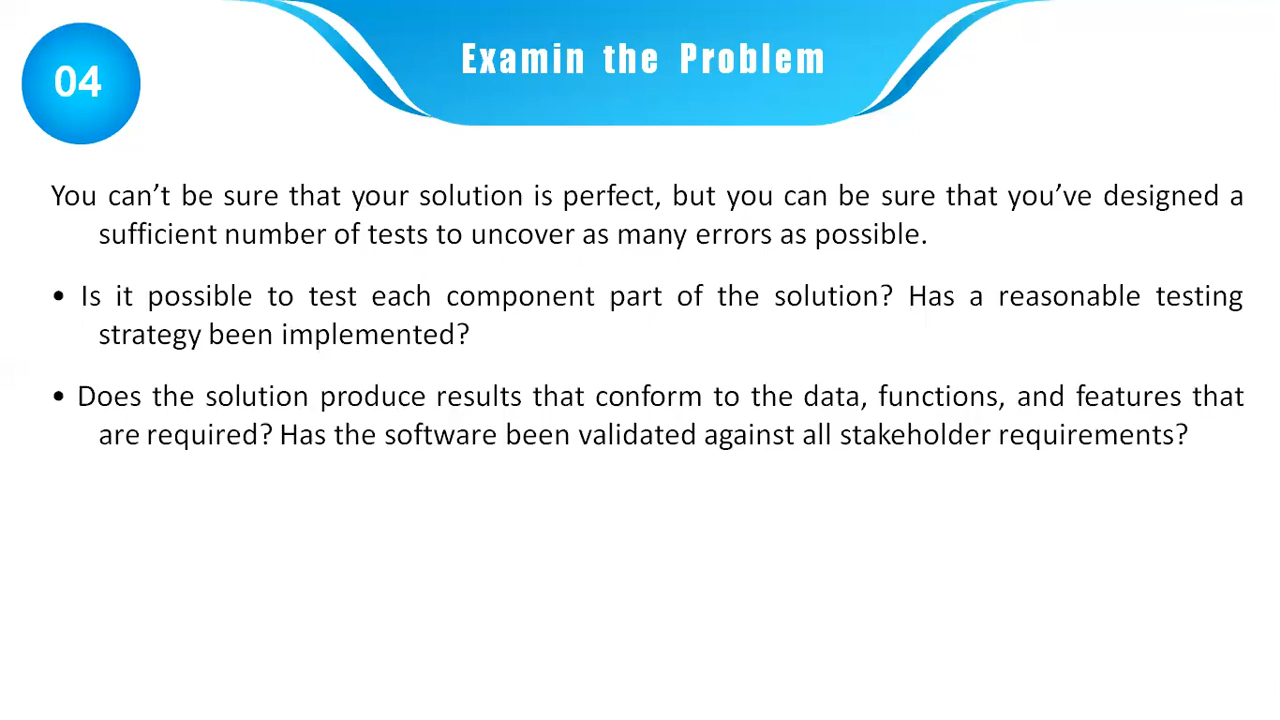 04
Examin the Problem
You can’t be sure that your solution is perfect, but you can be sure that you’ve designed a
sufficient number of tests to uncover as many errors as possible.
• Is it possible to test each component part of the solution? Has a reasonable testing
strategy been implemented?
• Does the solution produce results that conform to the data, functions, and features that
are required? Has the software been validated against all stakeholder requirements?